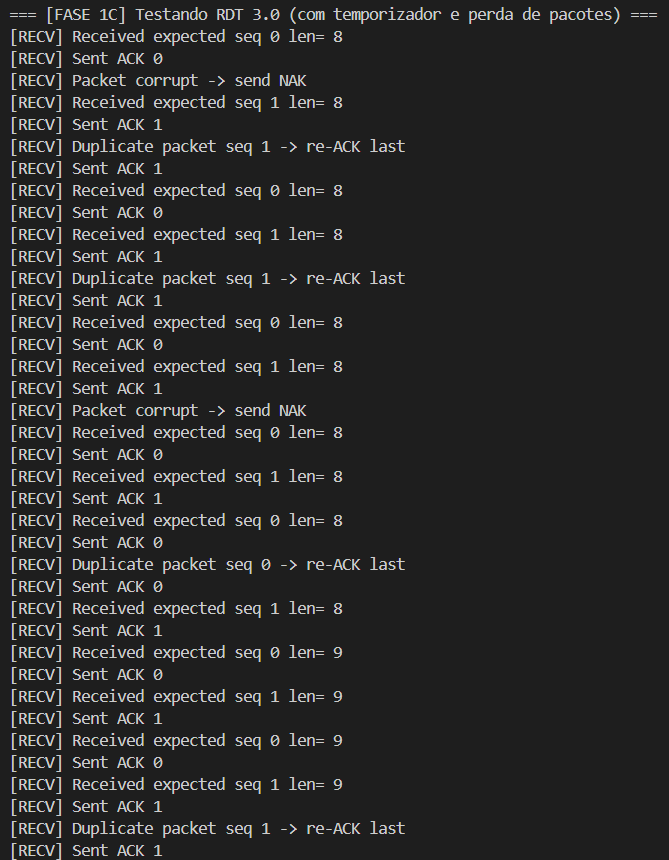 === [FASE 1C] Testando RDT 3.0 (com temporizador e perda de pacotes) ===
[RECV] Received expected seq 0 len= 8
[RECV] Sent ACK 0
[RECV] Packet corrupt -> send NAK
[RECV] Received expected seq 1 len= 8
[RECV] Sent ACK 1
[RECV] Duplicate packet seq 1 -> re-ACK last
[RECV] Sent ACK 1
[RECV] Received expected seq 0 len= 8
[RECV] Sent ACK 0
[RECV] Received expected seq 1 len= 8
[RECV] Sent ACK 1
[RECV] Duplicate packet seq 1 -> re-ACK last
[RECV] Sent ACK 1
[RECV] Received expected seq 0 len= 8
[RECV] Sent ACK 0
[RECV] Received expected seq 1 len= 8
[RECV] Sent ACK 1
[RECV] Packet corrupt -> send NAK
[RECV] Received expected seq 0 len= 8
[RECV] Sent ACK 0
[RECV] Received expected seq 1 len= 8
[RECV] Sent ACK 1
[RECV] Received expected seq 0 len= 8
[RECV] Sent ACK 0
[RECV] Duplicate packet seq 0 -> re-ACK last
[RECV] Sent ACK 0
[RECV] Received expected seq 1 len= 8
[RECV] Sent ACK 1
[RECV] Received expected seq 0 len= 9
[RECV] Sent ACK 0
[RECV] Received expected seq 1 len= 9
[RECV] Sent ACK 1
[RECV] Received expected seq 0 len= 9
[RECV] Sent ACK 0
[RECV] Received expected seq 1 len= 9
[RECV] Sent ACK 1
[RECV] Duplicate packet seq 1 -> re-ACK last
[RECV] Sent ACK 1